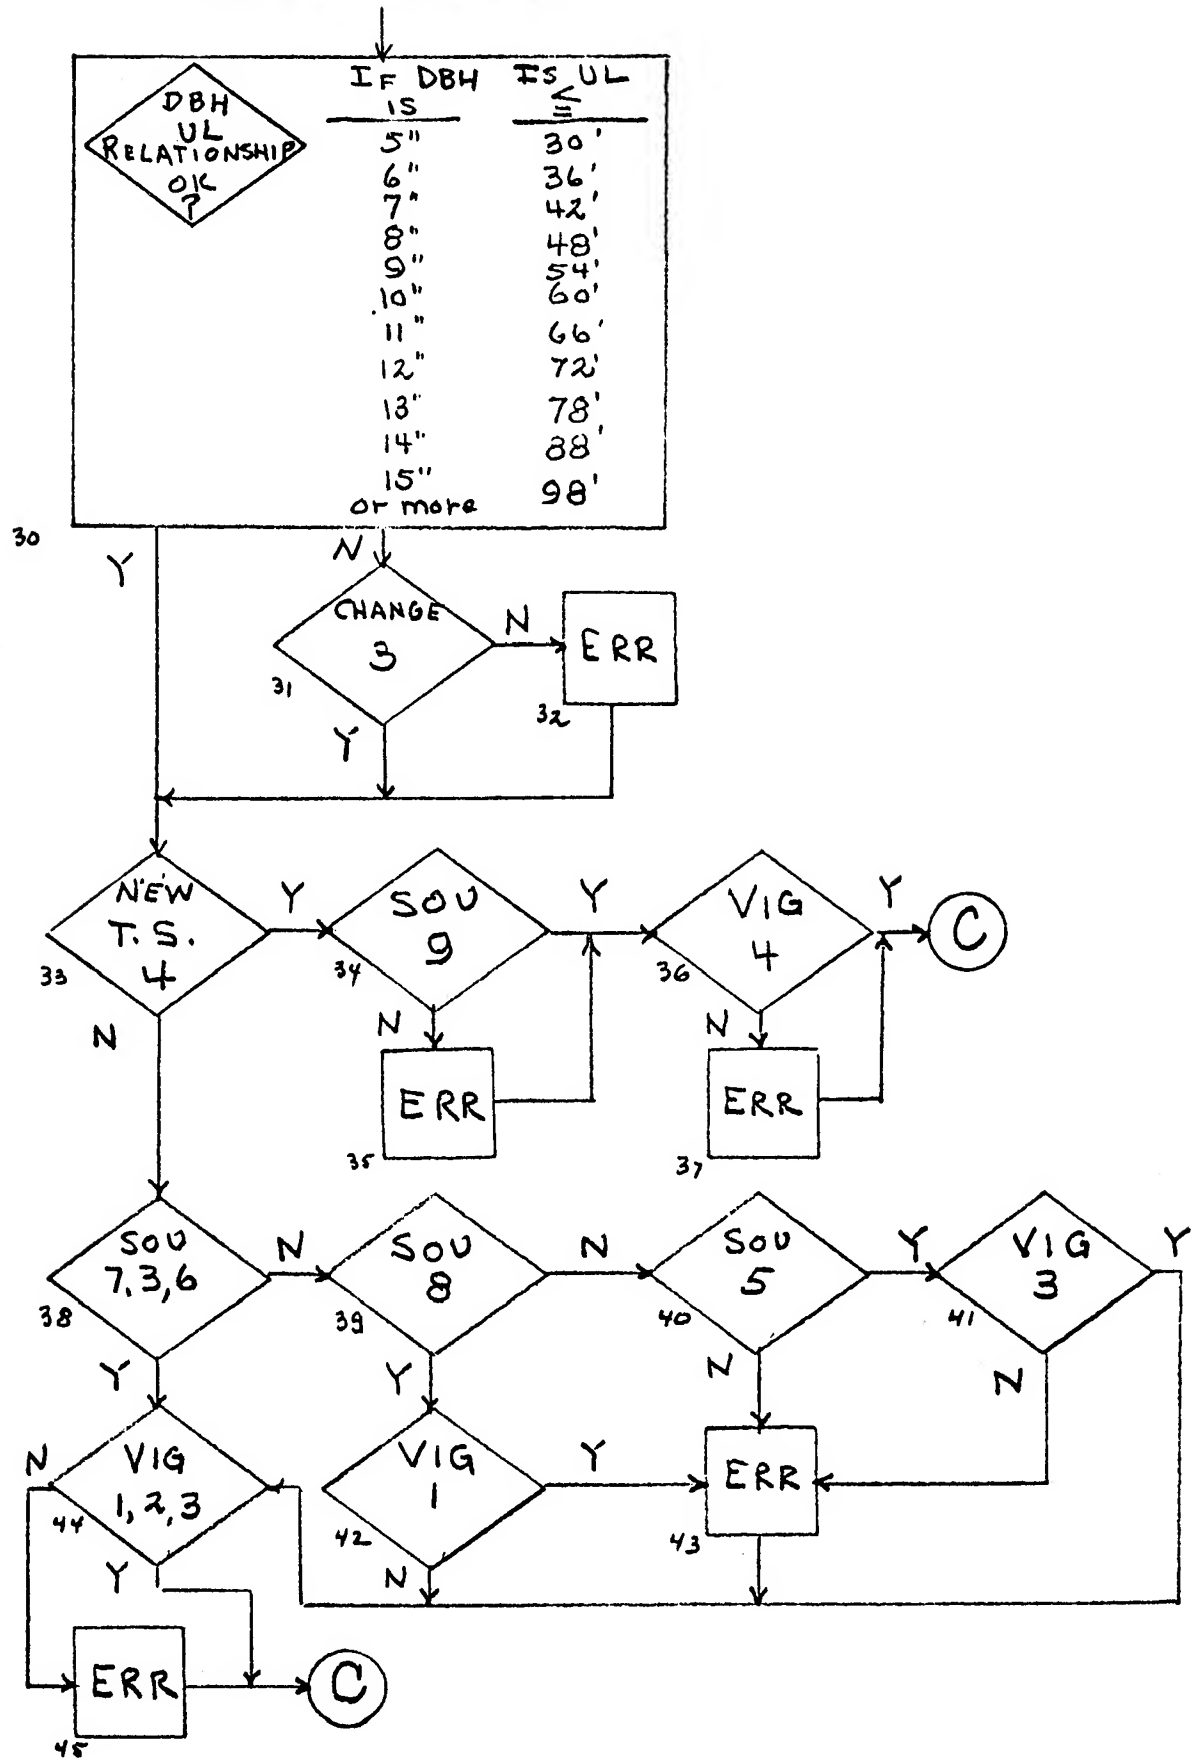 DBH
UL
RELATIONSHIP
OK
?
IF DBH IS UL
IS ≤
5" 30'
6" 36'
7" 42'
8" 48'
9" 54'
10" 60'
11" 66'
12" 72'
13" 78'
14" 88'
15" 98'
or more
30
Y
N
CHANGE
3
31
N
ERR
32
Y
NEW
T.S.
4
33
Y
SOU
9
34
Y
VIG
4
36
Y
C
N
N
ERR
35
N
ERR
37
SOU
7,3,6
38
N
SOU
8
39
N
SOU
5
40
Y
VIG
3
41
Y
Y
Y
N
N
N
VIG
1,2,3
44
VIG
1
42
Y
ERR
43
Y
N
ERR
45
C